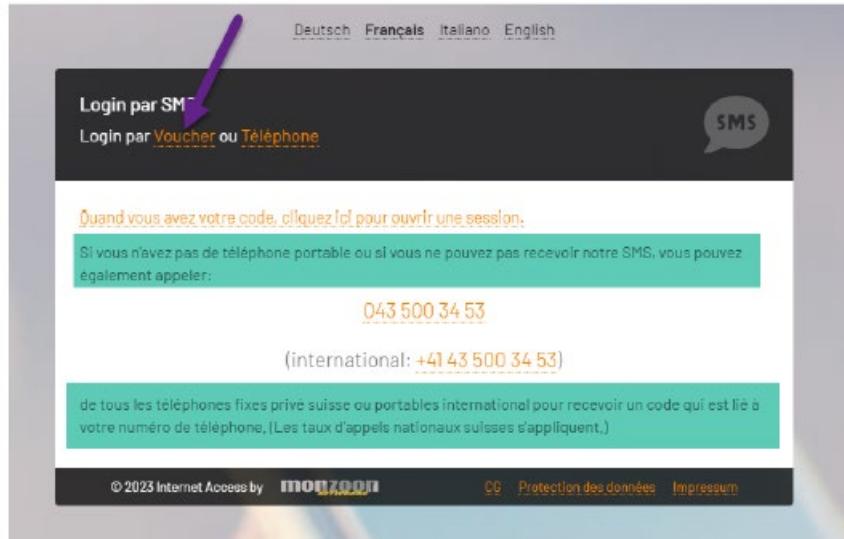 Deutsch Français Italiano English
Login par SM
SMS
Login par Voucher ou Téléphone
Quand vous avez votre code, cliquez ici pour ouvrir une session.
Si vous n'avez pas de téléphone portable ou si vous ne pouvez pas recevoir notre SMS, vous pouvez
également appeler:
043 500 34 53
(international: +41 43 500 34 53)
de tous les téléphones fixes privé suisse ou portables international pour recevoir un code qui est lié à
votre numéro de téléphone. (Les taux d'appels nationaux suisses s'appliquent.)
© 2023 Internet Access by monzoon CG Protection des données Impressum